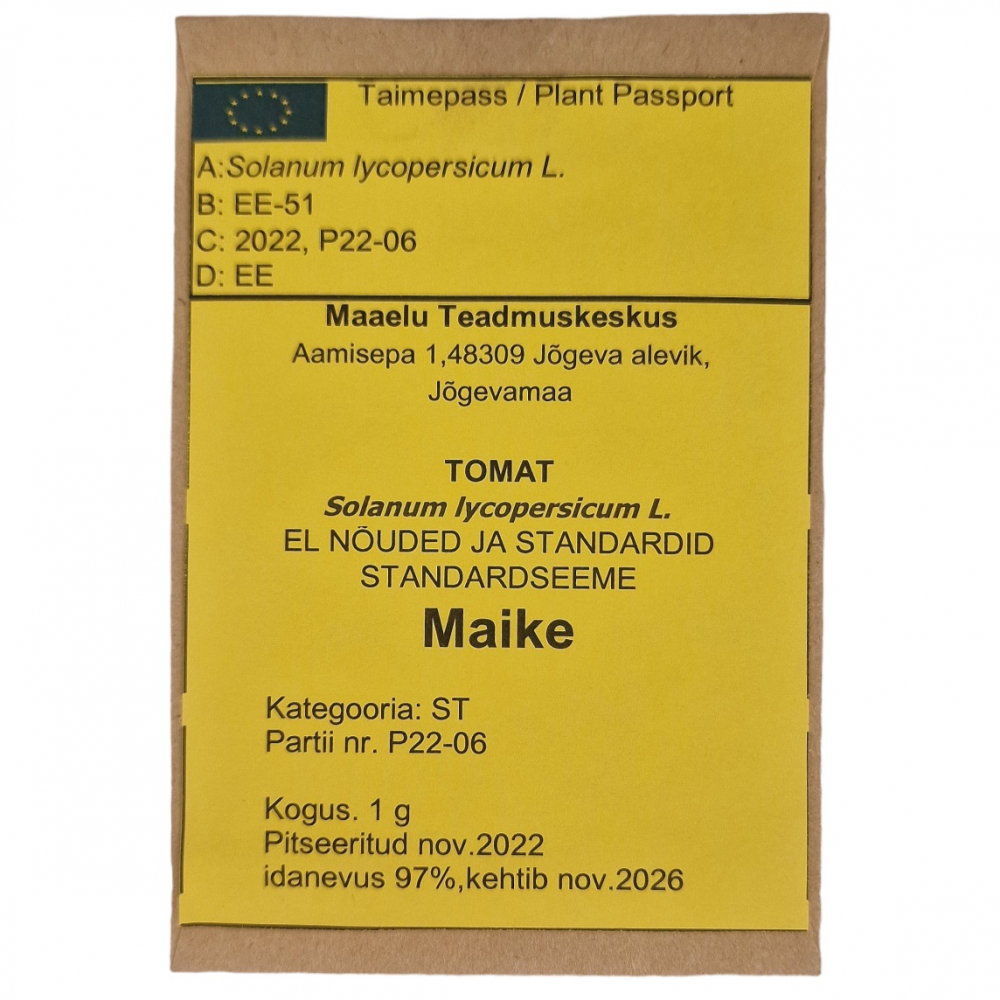 Taimepass / Plant Passport
A:Solanum lycopersicum L.
B: EE-51
C: 2022, P22-06
D: EE
Maaelu Teadmuskeskus
Aamisepa 1,48309 Jõgeva alevik,
Jõgevamaa
TOMAT
Solanum lycopersicum L.
EL NÕUDED JA STANDARDID
STANDARDSEEME
Maike
Kategooria: ST
Partii nr. P22-06
Kogus. 1 g
Pitseeritud nov.2022
idanevus 97%,kehtib nov.2026